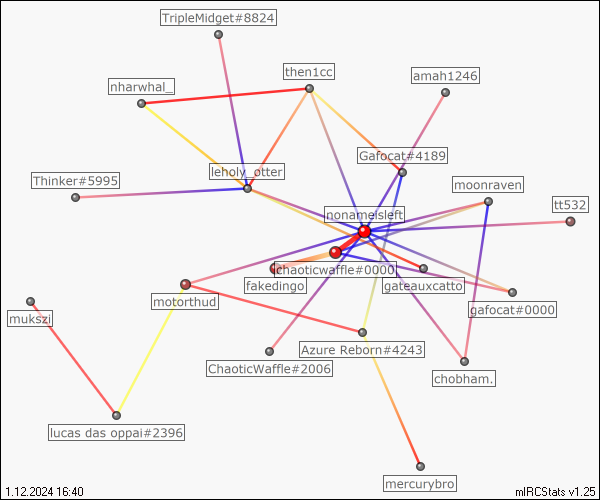 TripleMidget#8824
then1cc
amah1246
nharwhal_
Gafocat#4189
leholy_otter
Thinker#5995
moonraven
nonameisleft
tt532
chaoticwaffle#0000
fakedingo
gateauxcatto
motorthud
gafocat#0000
mukszi
Azure Reborn#4243
ChaoticWaffle#2006
chobham.
lucas das oppai#2396
mercurybro
1.12.2024 16:40
mIRCStats v1.25